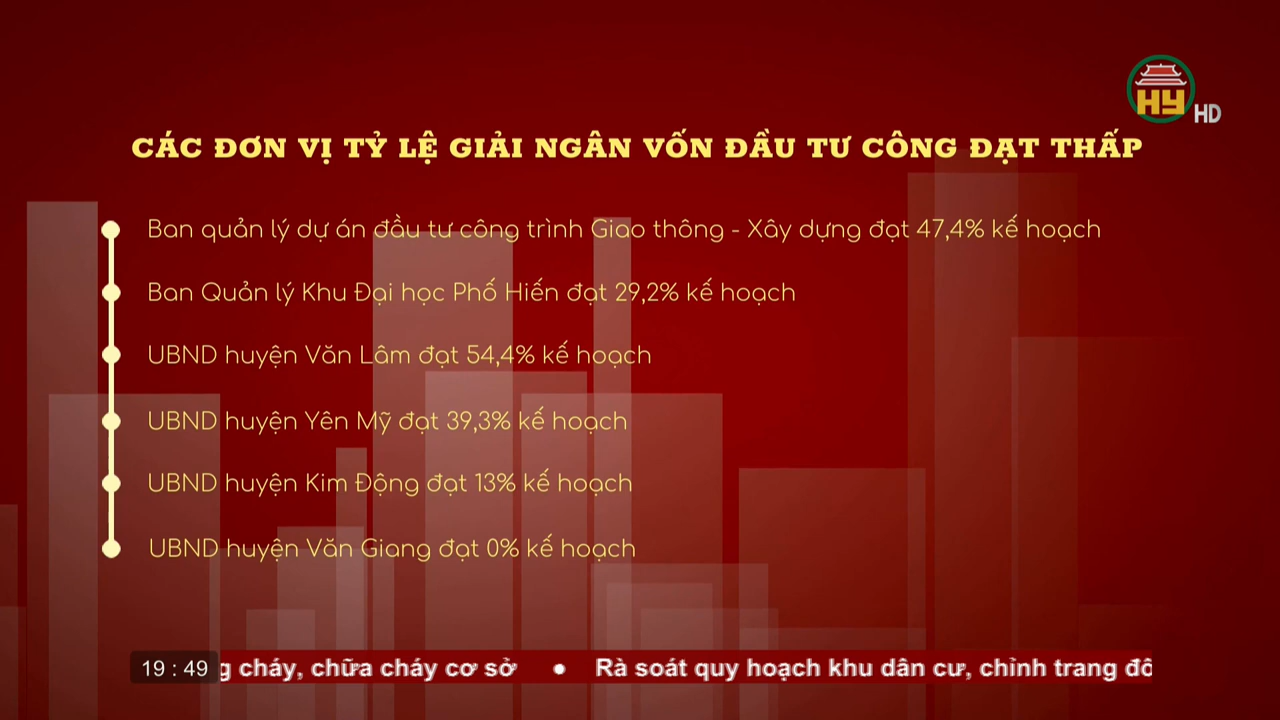 HY HD
CÁC ĐƠN VỊ TỶ LỆ GIẢI NGÂN VỐN ĐẦU TƯ CÔNG ĐẠT THẤP
Ban quản lý dự án đầu tư công trình Giao thông - Xây dựng đạt 47,4% kế hoạch
Ban Quản lý Khu Đại học Phố Hiến đạt 29,2% kế hoạch
UBND huyện Văn Lâm đạt 54,4% kế hoạch
UBND huyện Yên Mỹ đạt 39,3% kế hoạch
UBND huyện Kim Động đạt 13% kế hoạch
UBND huyện Văn Giang đạt 0% kế hoạch
19 : 49 g cháy, chữa cháy cơ sở • Rà soát quy hoạch khu dân cư, chỉnh trang đô